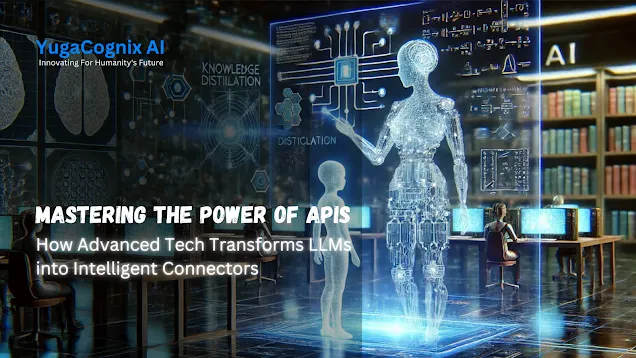 YugaCognix AI
Innovating For Humanity's Future
KNOWLEDGE
DISTILLATION
DISTICLATION
AI
MASTERING THE POWER OF APIS
How Advanced Tech Transforms LLMs
into Intelligent Connectors